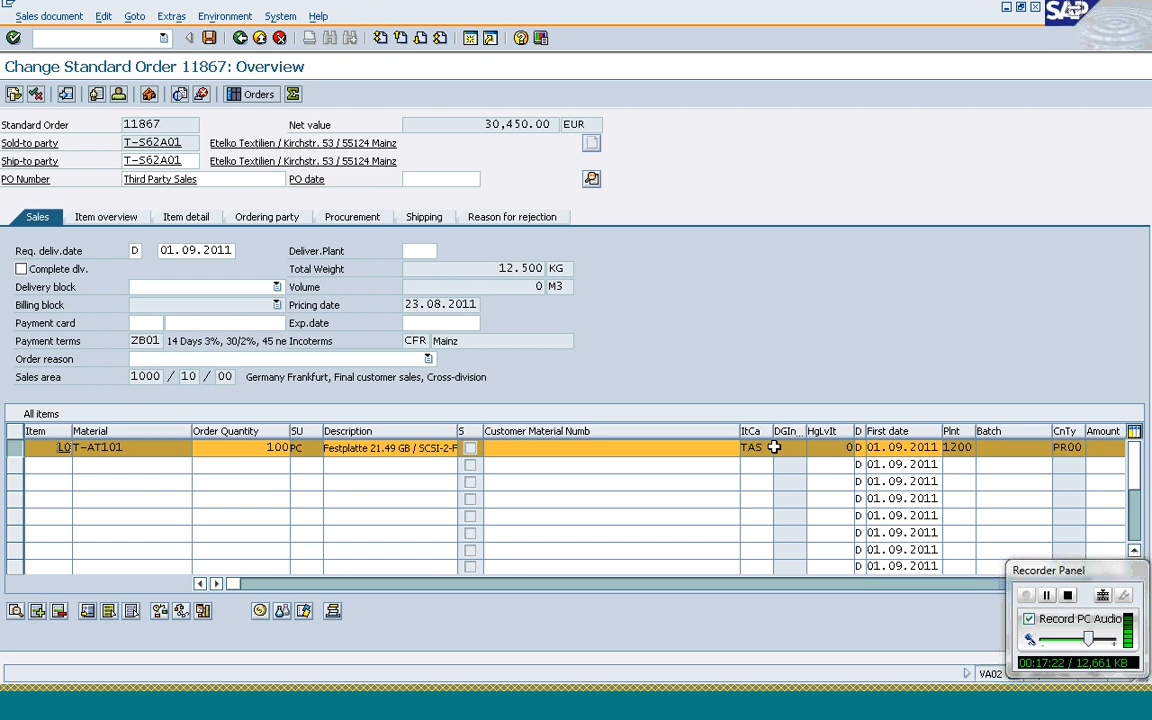 Sales document Edit Goto Extras Environment System Help
SAP
Change Standard Order 11867: Overview
Orders
Standard Order 11867 Net value 30,450.00 EUR
Sold-to party T-S62A01 Etelko Textilien / Kirchstr. 53 / 55124 Mainz
Ship-to party T-S62A01 Etelko Textilien / Kirchstr. 53 / 55124 Mainz
PO Number Third Party Sales PO date
Sales Item overview Item detail Ordering party Procurement Shipping Reason for rejection
Req. deliv.date D 01.09.2011 Deliver.Plant
Complete dlv. Total Weight 12.500 KG
Delivery block Volume 0 M3
Billing block Pricing date 23.08.2011
Payment card Exp.date
Payment terms ZB01 14 Days 3%, 30/2%, 45 ne Incoterms CFR Mainz
Order reason
Sales area 1000 / 10 / 00 Germany Frankfurt, Final customer sales, Cross-division
All items
Item Material Order Quantity SU Description S Customer Material Numb ItCa DGIn... HgLvIt D First date Plnt Batch CnTy Amount
10 T-AT101 100 PC Festplatte 21.49 GB / SCSI-2-F TAS 0 D 01.09.2011 1200 PR00
D 01.09.2011
D 01.09.2011
D 01.09.2011
D 01.09.2011
D 01.09.2011
D 01.09.2011
D 01.09.2011
Recorder Panel
Record PC Audio
00:17:22 / 12,661 KB
VA02